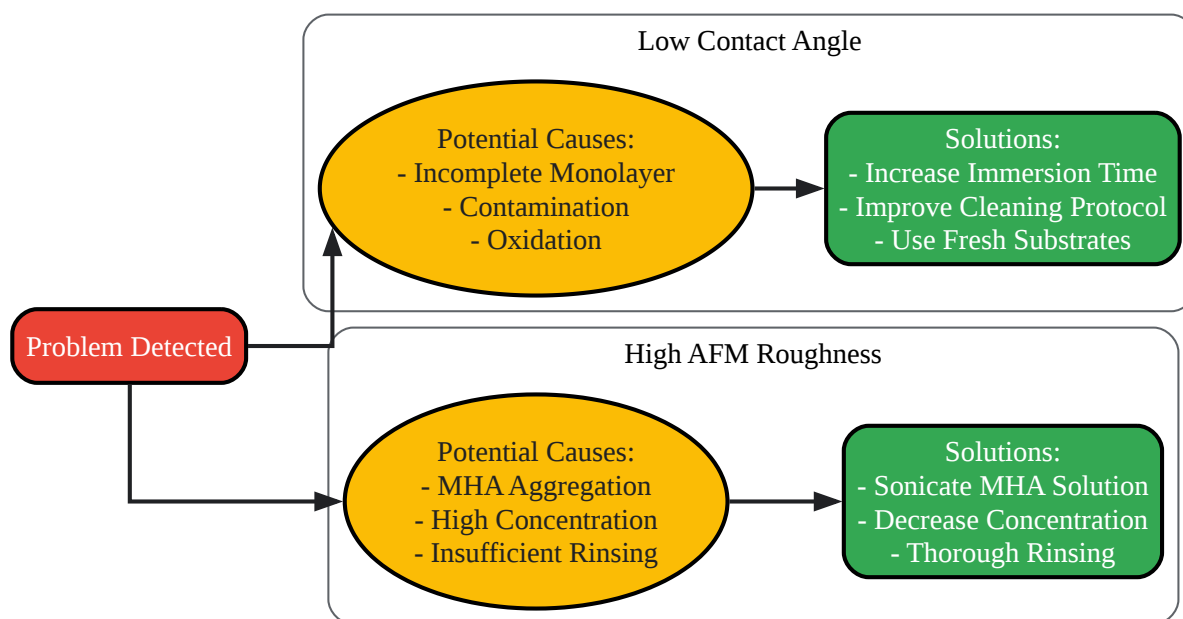 Low Contact Angle
Potential Causes:
- Incomplete Monolayer
- Contamination
- Oxidation
Solutions:
- Increase Immersion Time
- Improve Cleaning Protocol
- Use Fresh Substrates
Problem Detected
High AFM Roughness
Potential Causes:
- MHA Aggregation
- High Concentration
- Insufficient Rinsing
Solutions:
- Sonicate MHA Solution
- Decrease Concentration
- Thorough Rinsing